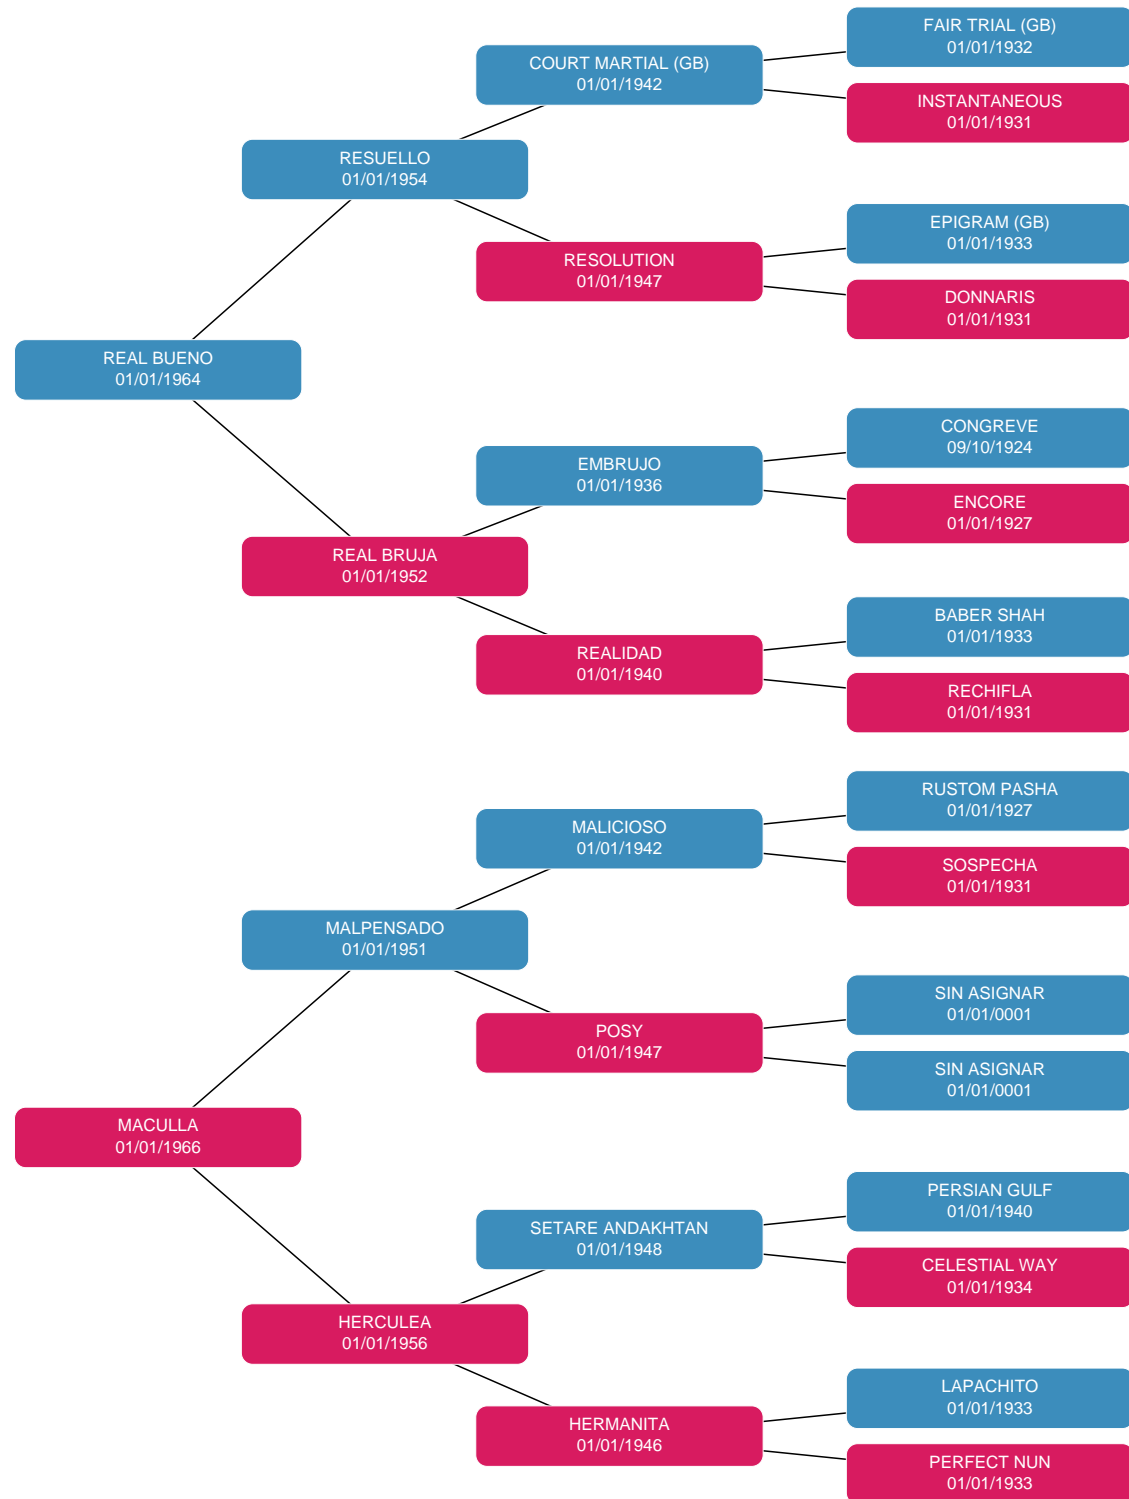 FAIR TRIAL (GB)
01/01/1932
COURT MARTIAL (GB)
01/01/1942
INSTANTANEOUS
01/01/1931
RESUELLO
01/01/1954
EPIGRAM (GB)
01/01/1933
RESOLUTION
01/01/1947
DONNARIS
01/01/1931
REAL BUENO
01/01/1964
CONGREVE
09/10/1924
EMBRUJO
01/01/1936
ENCORE
01/01/1927
REAL BRUJA
01/01/1952
BABER SHAH
01/01/1933
REALIDAD
01/01/1940
RECHIFLA
01/01/1931
RUSTOM PASHA
01/01/1927
MALICIOSO
01/01/1942
SOSPECHA
01/01/1931
MALPENSADO
01/01/1951
SIN ASIGNAR
01/01/0001
POSY
01/01/1947
SIN ASIGNAR
01/01/0001
MACULLA
01/01/1966
PERSIAN GULF
01/01/1940
SETARE ANDAKHTAN
01/01/1948
CELESTIAL WAY
01/01/1934
HERCULEA
01/01/1956
LAPACHITO
01/01/1933
HERMANITA
01/01/1946
PERFECT NUN
01/01/1933